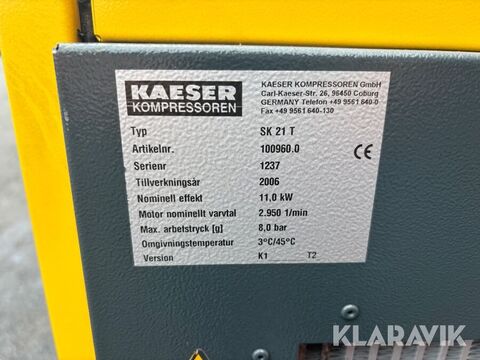 KAESER
KOMPRESSOREN
KAESER KOMPRESSOREN GmbH
Carl-Kaeser-Str. 26, 96450 Coburg
GERMANY Telefon +49 9561 640-0
Fax +49 9561 640-130
Typ SK 21 T
Artikelnr. 100960.0
Serienr 1237
Tillverkningsår 2006
Nominell effekt 11,0 kW
Motor nominellt varvtal 2.950 1/min
Max. arbetstryck [g] 8,0 bar
Omgivningstemperatur 3°C/45°C
Version K1 T2
CE
KLARAVIK